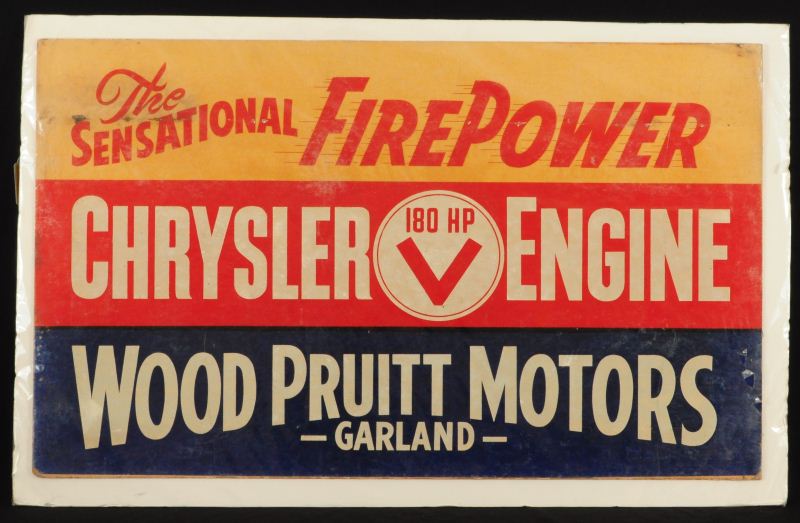 The
SENSATIONAL FIREPOWER
CHRYSLER 180 HP V ENGINE
WOOD PRUITT MOTORS
– GARLAND –